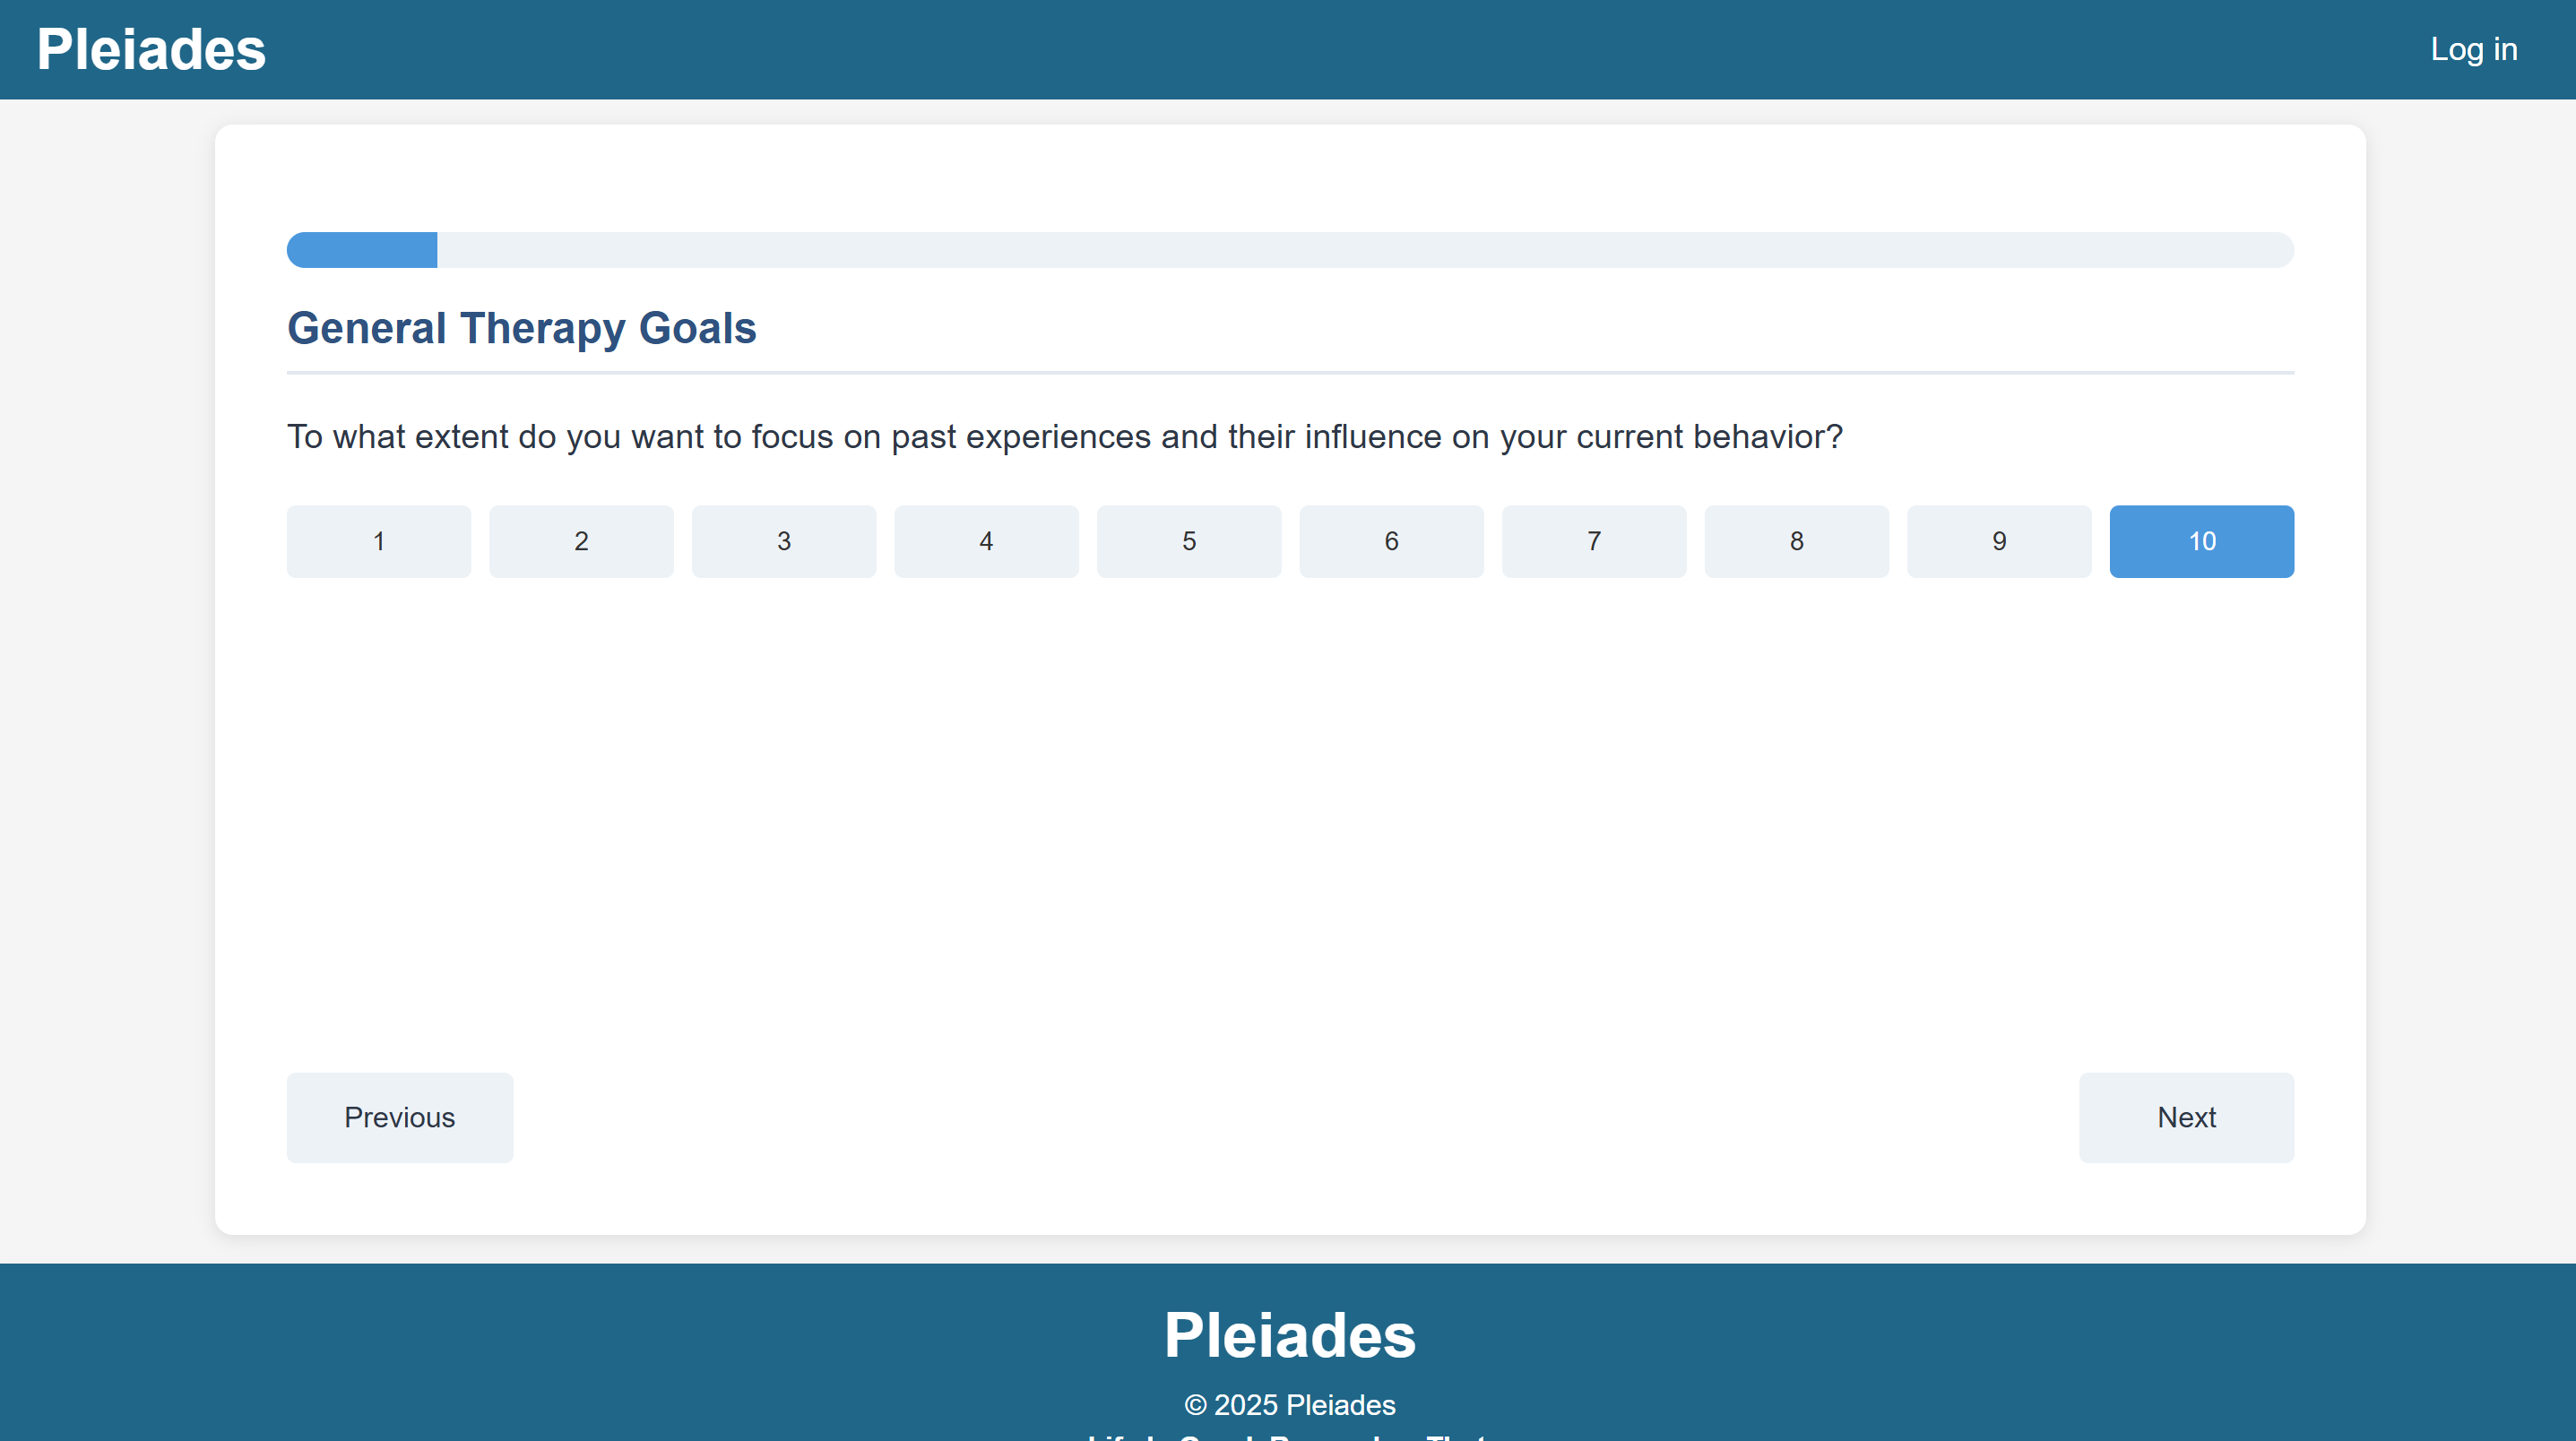 Pleiades
Log in
General Therapy Goals
To what extent do you want to focus on past experiences and their influence on your current behavior?
1 2 3 4 5 6 7 8 9 10
Previous
Next
Pleiades
© 2025 Pleiades